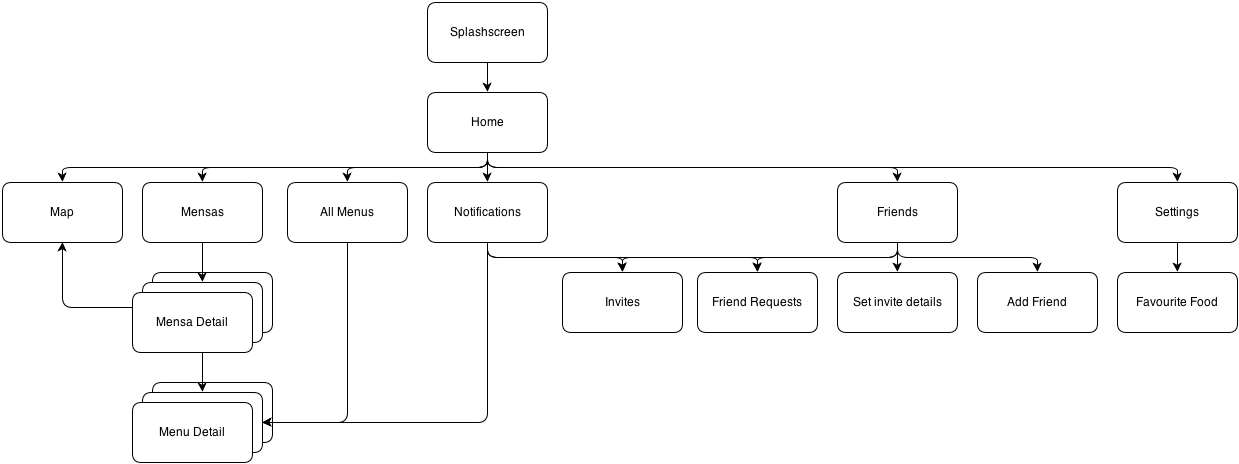 Splashscreen
Home
Map
Mensas
All Menus
Notifications
Friends
Settings
Invites
Friend Requests
Set invite details
Add Friend
Favourite Food
Mensa Detail
Menu Detail